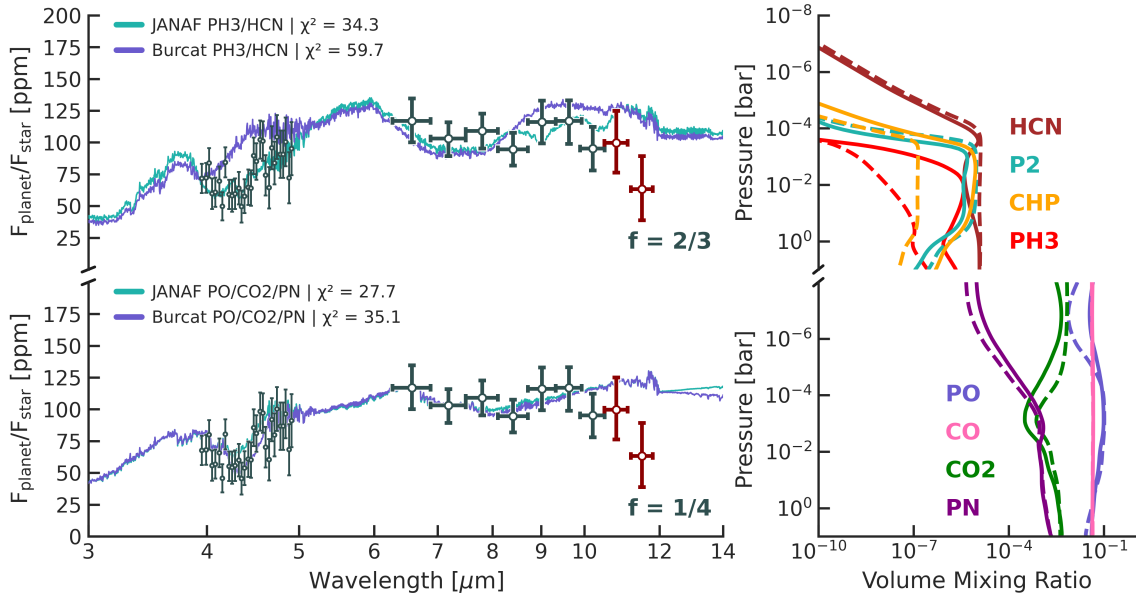 JANAF PH3/HCN | χ² = 34.3
Burcat PH3/HCN | χ² = 59.7
200
175
150
125
100
75
50
25
F_planet/F_star [ppm]
f = 2/3
JANAF PO/CO2/PN | χ² = 27.7
Burcat PO/CO2/PN | χ² = 35.1
175
150
125
100
75
50
25
0
F_planet/F_star [ppm]
f = 1/4
3 4 5 6 7 8 9 10 12 14
Wavelength [μm]
10⁻⁸
10⁻⁶
10⁻⁴
10⁻²
10⁰
Pressure [bar]
HCN
P2
CHP
PH3
10⁻⁶
10⁻⁴
10⁻²
10⁰
Pressure [bar]
PO
CO
CO2
PN
10⁻¹⁰ 10⁻⁷ 10⁻⁴ 10⁻¹
Volume Mixing Ratio